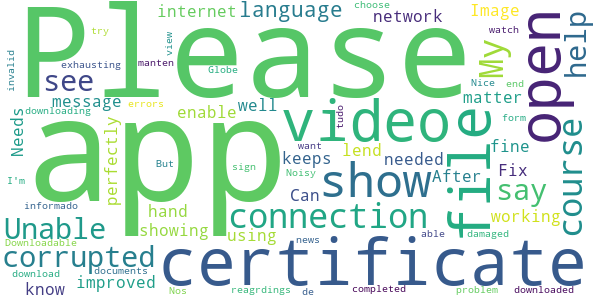 try
internet
language
choose
network
Image
Please
My
open
help
exhausting
manten
view
watch
invalid
see
Globe
Nice
end
message
errors
enable
well
matter
form
downloading
Needs
perfectly
app
videoe
file
course
tudo
want
lend
fine
But
sign
keeps
needed
After
Fix
I'm
Noisy
Can
show
say
informado
hand
connection
working
Unable
showing
using
news
able
damaged
Downloadable
corrupted
certificate
download
documents
improved
know
Nos
reagrdings
de
completed
problem
downloaded